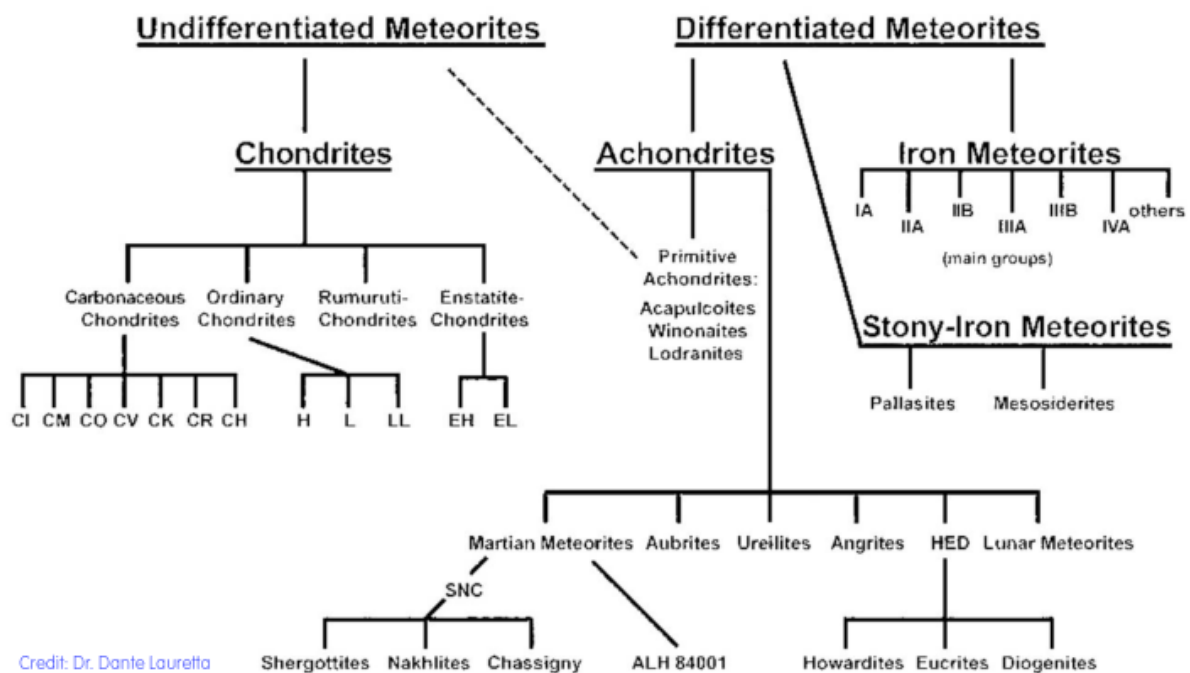 Undifferentiated Meteorites
Differentiated Meteorites
Chondrites
Achondrites
Iron Meteorites
IA
IIA
IIB
IIIA
IIIB
IVA
others
(main groups)
Primitive
Achondrites:
Acapulcoites
Winonaites
Lodranites
Carbonaceous
Chondrites
Ordinary
Chondrites
Rumuruti-
Chondrites
Enstatite-
Chondrites
Stony-Iron Meteorites
Pallasites
Mesosiderites
CI
CM
CO
CV
CK
CR
CH
H
L
LL
EH
EL
Martian Meteorites
Aubrites
Ureilites
Angrites
HED
Lunar Meteorites
SNC
Shergottites
Nakhlites
Chassigny
ALH 84001
Howardites
Eucrites
Diogenites
Credit: Dr. Dante Lauretta